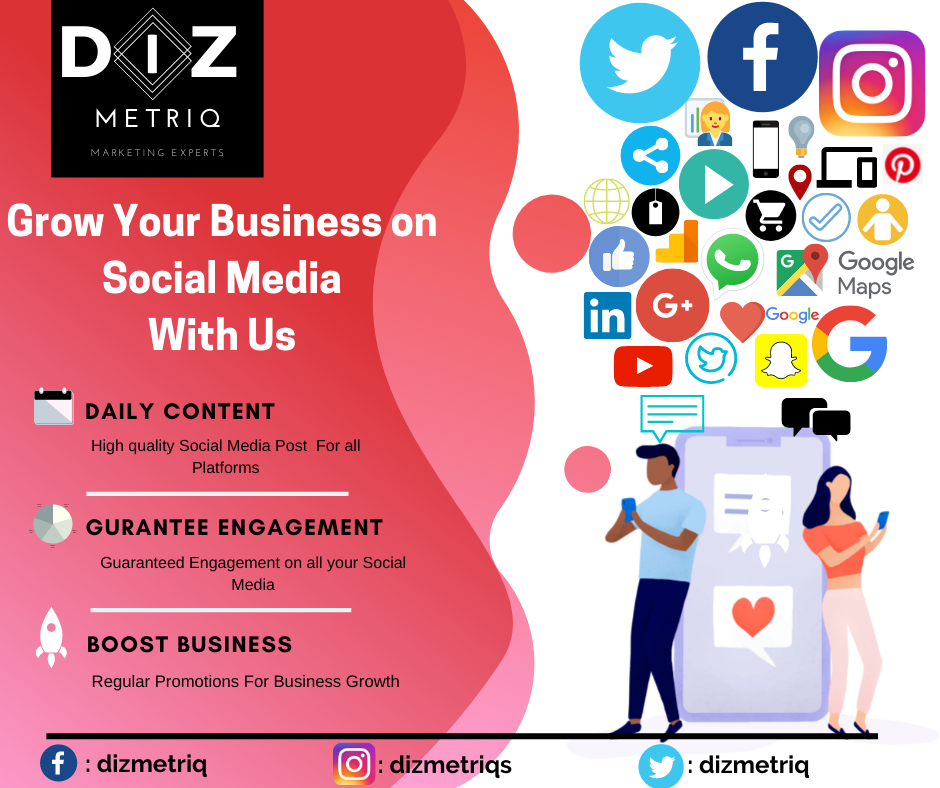 DIZ
METRIQ
MARKETING EXPERTS
Grow Your Business on
Social Media
With Us
DAILY CONTENT
High quality Social Media Post  For all
Platforms
GURANTEE ENGAGEMENT
Guaranteed Engagement on all your Social
Media
BOOST BUSINESS
Regular Promotions For Business Growth
G
Google
Maps
in
G+
Google
G
: dizmetriq
: dizmetriqs
: dizmetriq